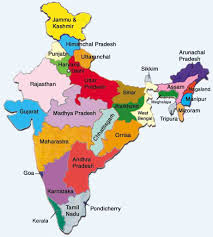 Jammu &
Kashmir
Himachal Pradesh
Punjab
Uttaranchal
Haryana
Delhi
Arunachal
Pradesh
Sikkim
Rajasthan
Uttar
Pradesh
Bihar
Assam
Nagaland
Meghalaya
Manipur
Mizoram
Tripura
Gujarat
Madhya Pradesh
Jharkhand
West
Bengal
Chhattisgarh
Orrisa
Maharastra
Andhra
Pradesh
Goa
Karnataka
Pondicherry
Tamil
Nadu
Kerala